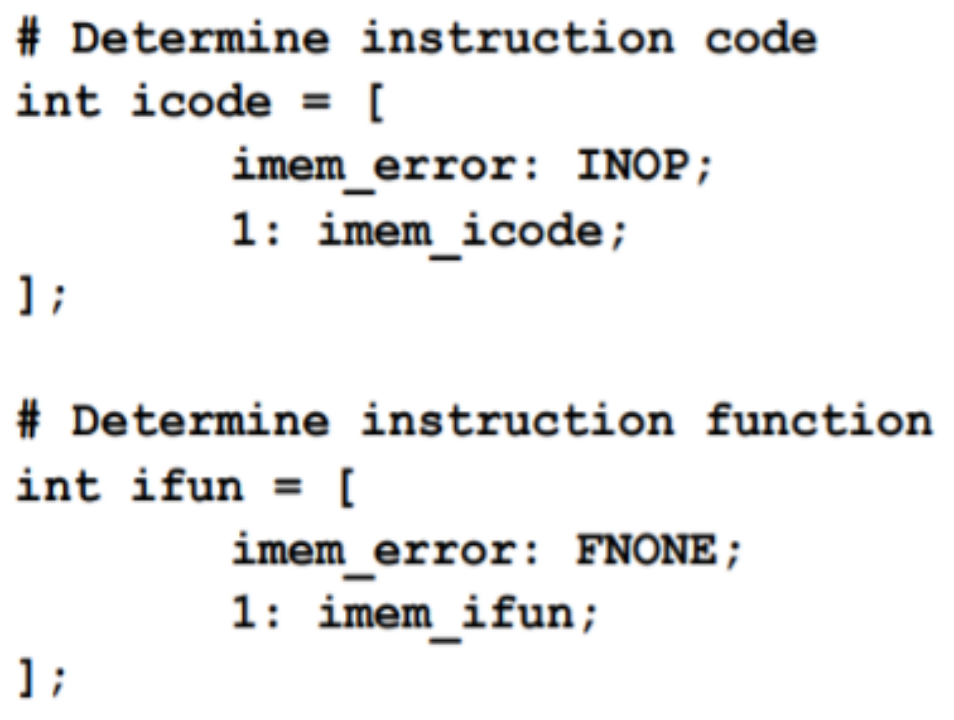 # Determine instruction code
int icode = [
        imem_error: INOP;
        1: imem_icode;
];

# Determine instruction function
int ifun = [
        imem_error: FNONE;
        1: imem_ifun;
];